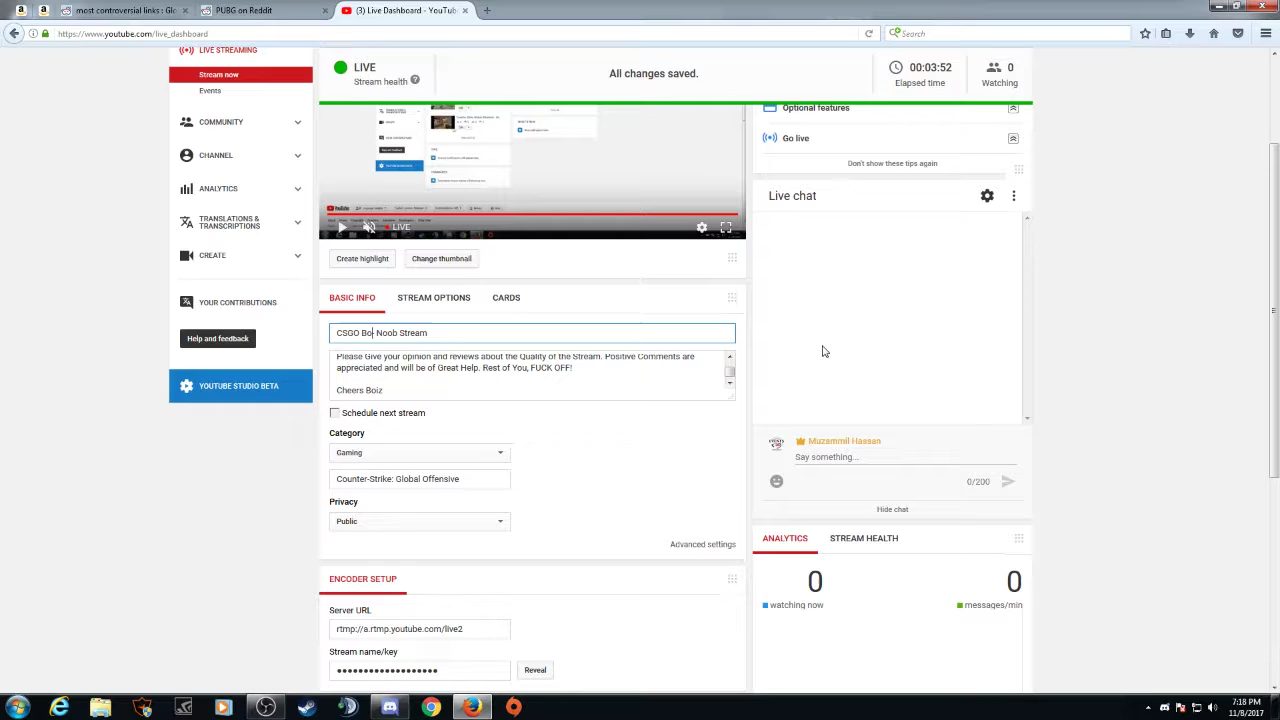 most controversial links : Glo
PUBG on Reddit
(3) Live Dashboard - YouTub
https://www.youtube.com/live_dashboard
Search
LIVE STREAMING
Stream now
Events
COMMUNITY
CHANNEL
ANALYTICS
TRANSLATIONS &
TRANSCRIPTIONS
CREATE
YOUR CONTRIBUTIONS
Help and feedback
YOUTUBE STUDIO BETA
LIVE
Stream health
All changes saved.
00:03:52
Elapsed time
0
Watching
LIVE
Create highlight
Change thumbnail
BASIC INFO
STREAM OPTIONS
CARDS
CSGO Bo- Noob Stream
Please Give your opinion and reviews about the Quality of the Stream. Positive Comments are
appreciated and will be of Great Help. Rest of You, FUCK OFF!
Cheers Boiz
Schedule next stream
Category
Gaming
Counter-Strike: Global Offensive
Privacy
Public
Advanced settings
ENCODER SETUP
Server URL
rtmp://a.rtmp.youtube.com/live2
Stream name/key
Reveal
Optional features
Go live
Don't show these tips again
Live chat
Muzammil Hassan
Say something...
0/200
Hide chat
ANALYTICS
STREAM HEALTH
0
watching now
0
messages/min
7:18 PM
11/8/2017